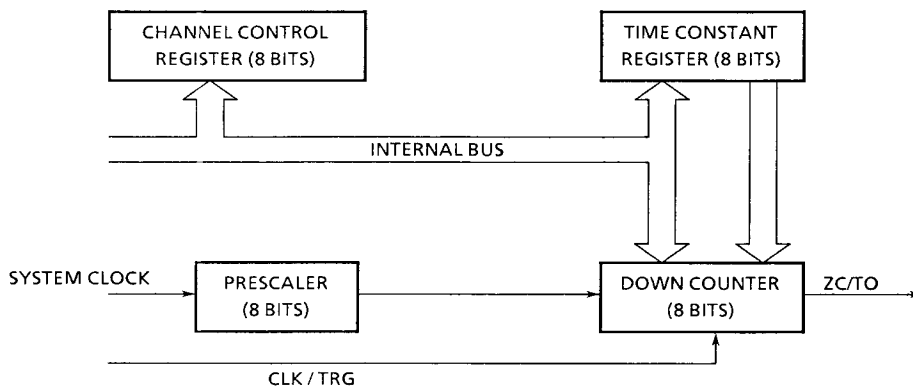 CHANNEL CONTROL
REGISTER (8 BITS)
TIME CONSTANT
REGISTER (8 BITS)
INTERNAL BUS
SYSTEM CLOCK
PRESCALER
(8 BITS)
DOWN COUNTER
(8 BITS)
ZC/TO
CLK / TRG